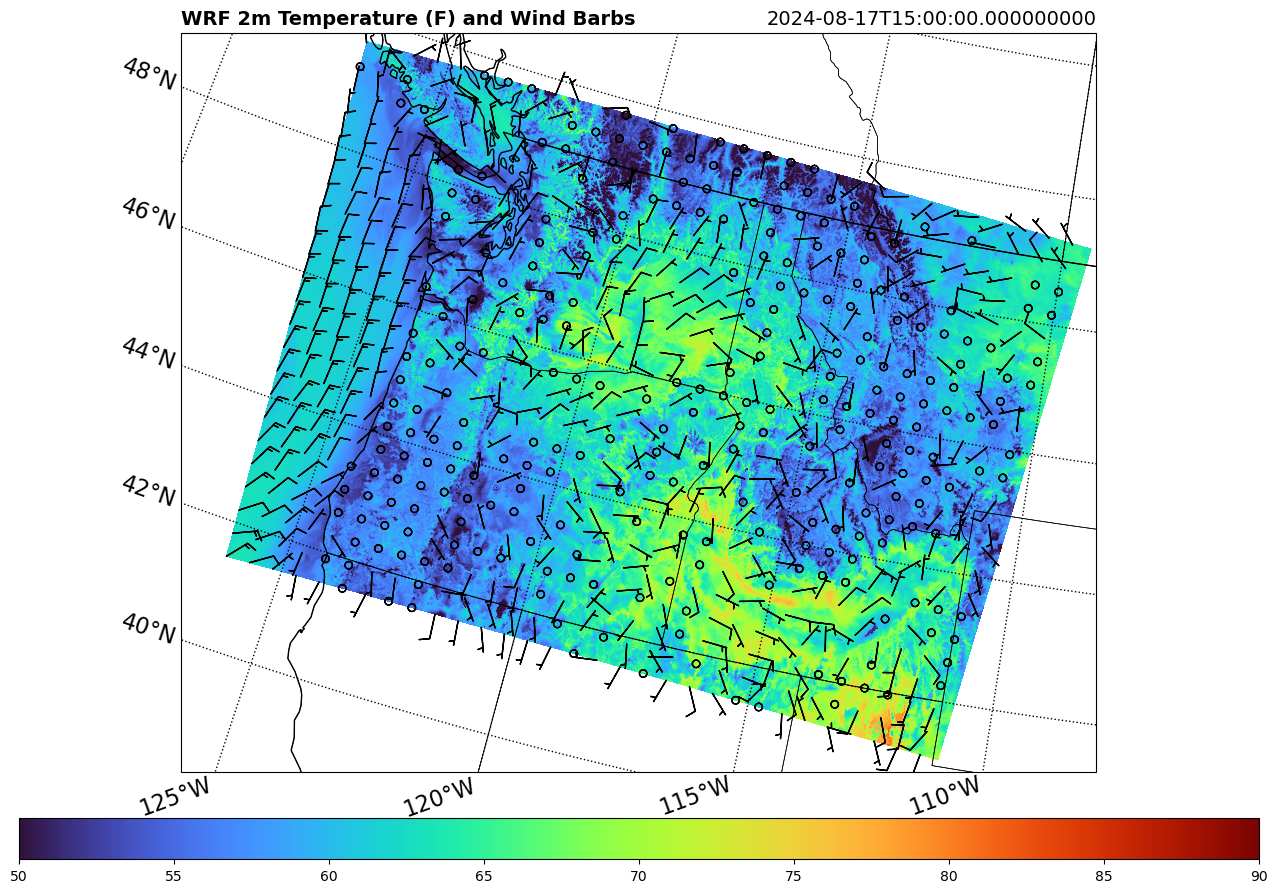 WRF 2m Temperature (F) and Wind Barbs 2024-08-17T15:00:00.000000000
48°N
46°N
44°N
42°N
40°N
125°W 120°W 115°W 110°W
50 55 60 65 70 75 80 85 90